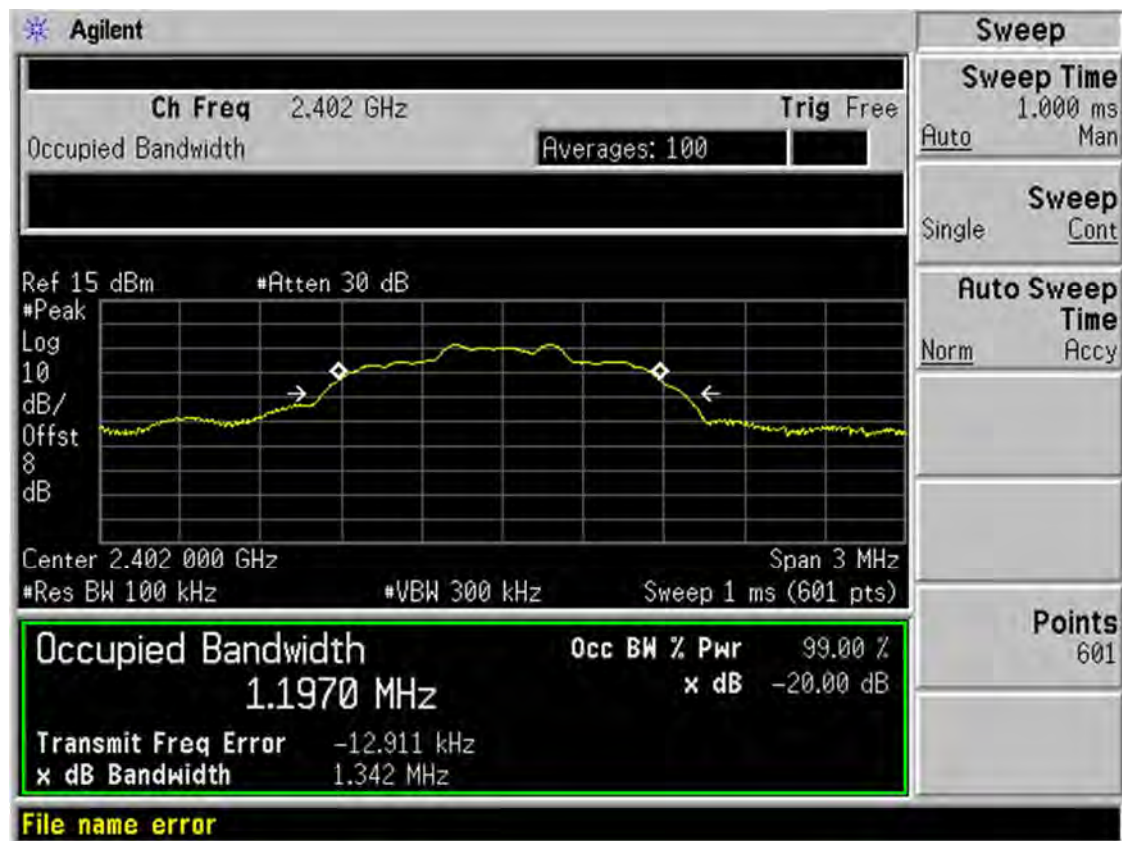 Agilent
Ch Freq 2.402 GHz Trig Free
Occupied Bandwidth Averages: 100
Ref 15 dBm #Atten 30 dB
#Peak
Log
10
dB/
Offst
8
dB
Center 2.402 000 GHz Span 3 MHz
#Res BW 100 kHz #VBW 300 kHz Sweep 1 ms (601 pts)
Occupied Bandwidth
1.1970 MHz
Occ BW % Pwr 99.00 %
x dB -20.00 dB
Transmit Freq Error -12.911 kHz
x dB Bandwidth 1.342 MHz
File name error
Sweep
Sweep Time
1.000 ms
Auto Man
Sweep
Single Cont
Auto Sweep
Time
Norm Accy
Points
601